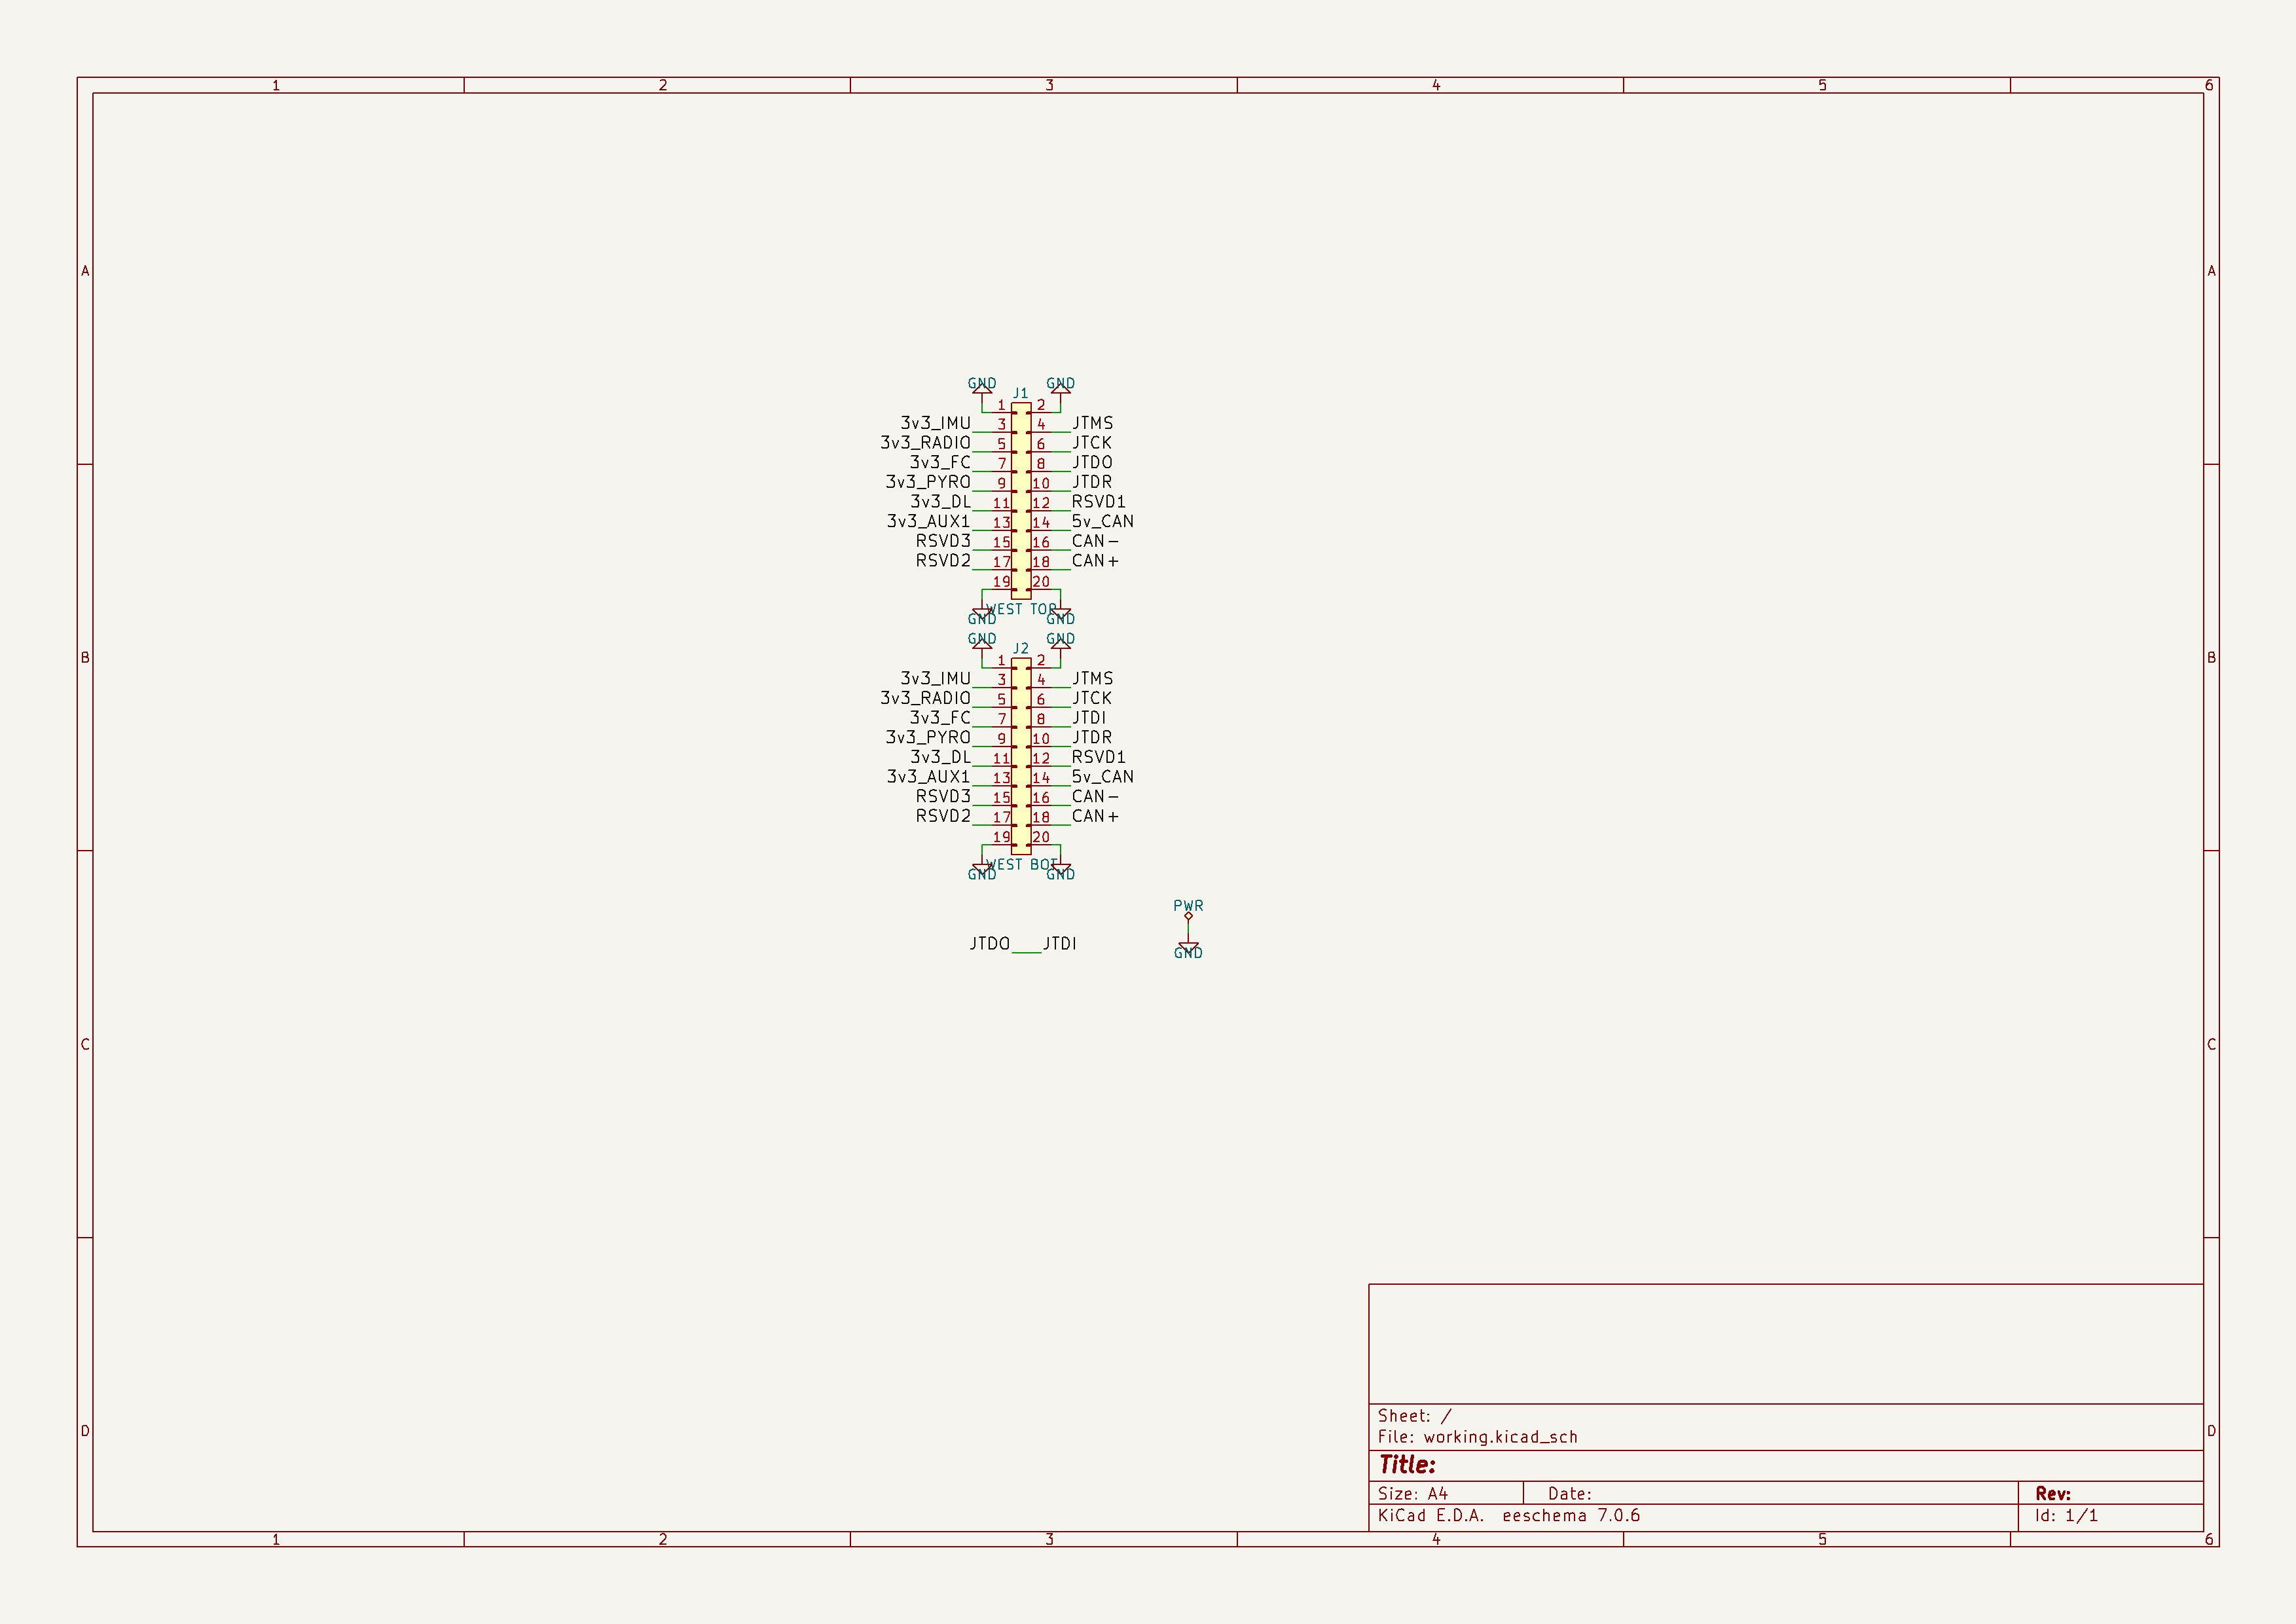 1 2 3 4 5 6
A A
GND GND
J1
1 2
3v3_IMU 3 4 JTMS
3v3_RADIO 5 6 JTCK
3v3_FC 7 8 JTDO
3v3_PYRO 9 10 JTDR
3v3_DL 11 12 RSVD1
3v3_AUX1 13 14 5v_CAN
RSVD3 15 16 CAN-
RSVD2 17 18 CAN+
19 20
WEST TOP
GND GND
GND GND
J2
B B
1 2
3v3_IMU 3 4 JTMS
3v3_RADIO 5 6 JTCK
3v3_FC 7 8 JTDI
3v3_PYRO 9 10 JTDR
3v3_DL 11 12 RSVD1
3v3_AUX1 13 14 5v_CAN
RSVD3 15 16 CAN-
RSVD2 17 18 CAN+
19 20
WEST BOT
GND GND
PWR
JTDO JTDI
GND
C C
Sheet: /
D D
File: working.kicad_sch
Title:
Size: A4 Date: Rev:
KiCad E.D.A. eeschema 7.0.6 Id: 1/1
1 2 3 4 5 6